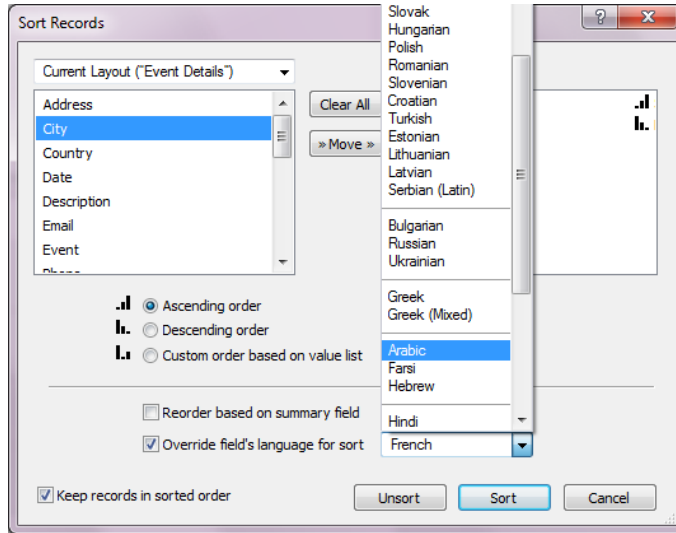 Sort Records
?
X
Current Layout ("Event Details")
Address
City
Country
Date
Description
Email
Event
Clear All
» Move »
Slovak
Hungarian
Polish
Romanian
Slovenian
Croatian
Turkish
Estonian
Lithuanian
Latvian
Serbian (Latin)
Bulgarian
Russian
Ukrainian
Greek
Greek (Mixed)
Arabic
Farsi
Hebrew
Hindi
Ascending order
Descending order
Custom order based on value list
Reorder based on summary field
Override field's language for sort
French
Keep records in sorted order
Unsort
Sort
Cancel